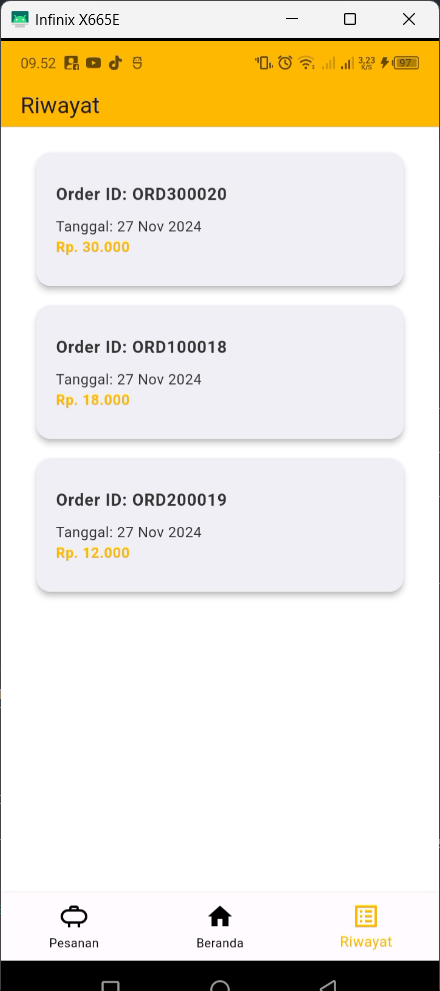 Infinix X665E
09.52
3,23
K/S
97
Riwayat
Order ID: ORD300020
Tanggal: 27 Nov 2024
Rp. 30.000
Order ID: ORD100018
Tanggal: 27 Nov 2024
Rp. 18.000
Order ID: ORD200019
Tanggal: 27 Nov 2024
Rp. 12.000
Pesanan
Beranda
Riwayat